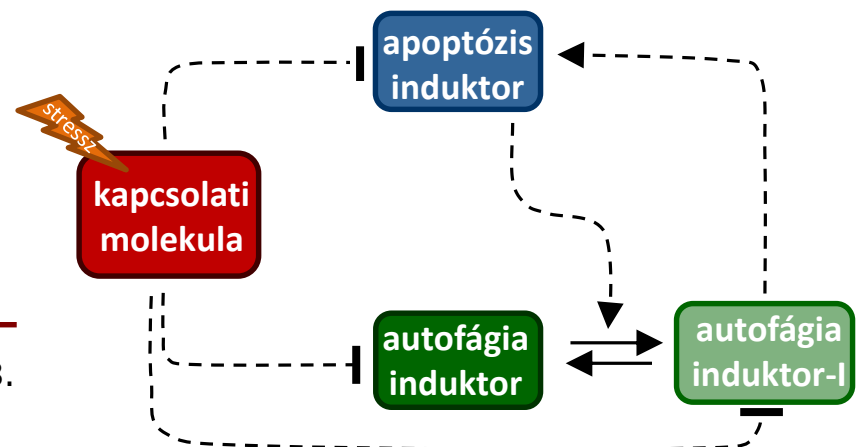 apoptózis
induktor
stressz
kapcsolati
molekula
autofágia
induktor
autofágia
induktor-I